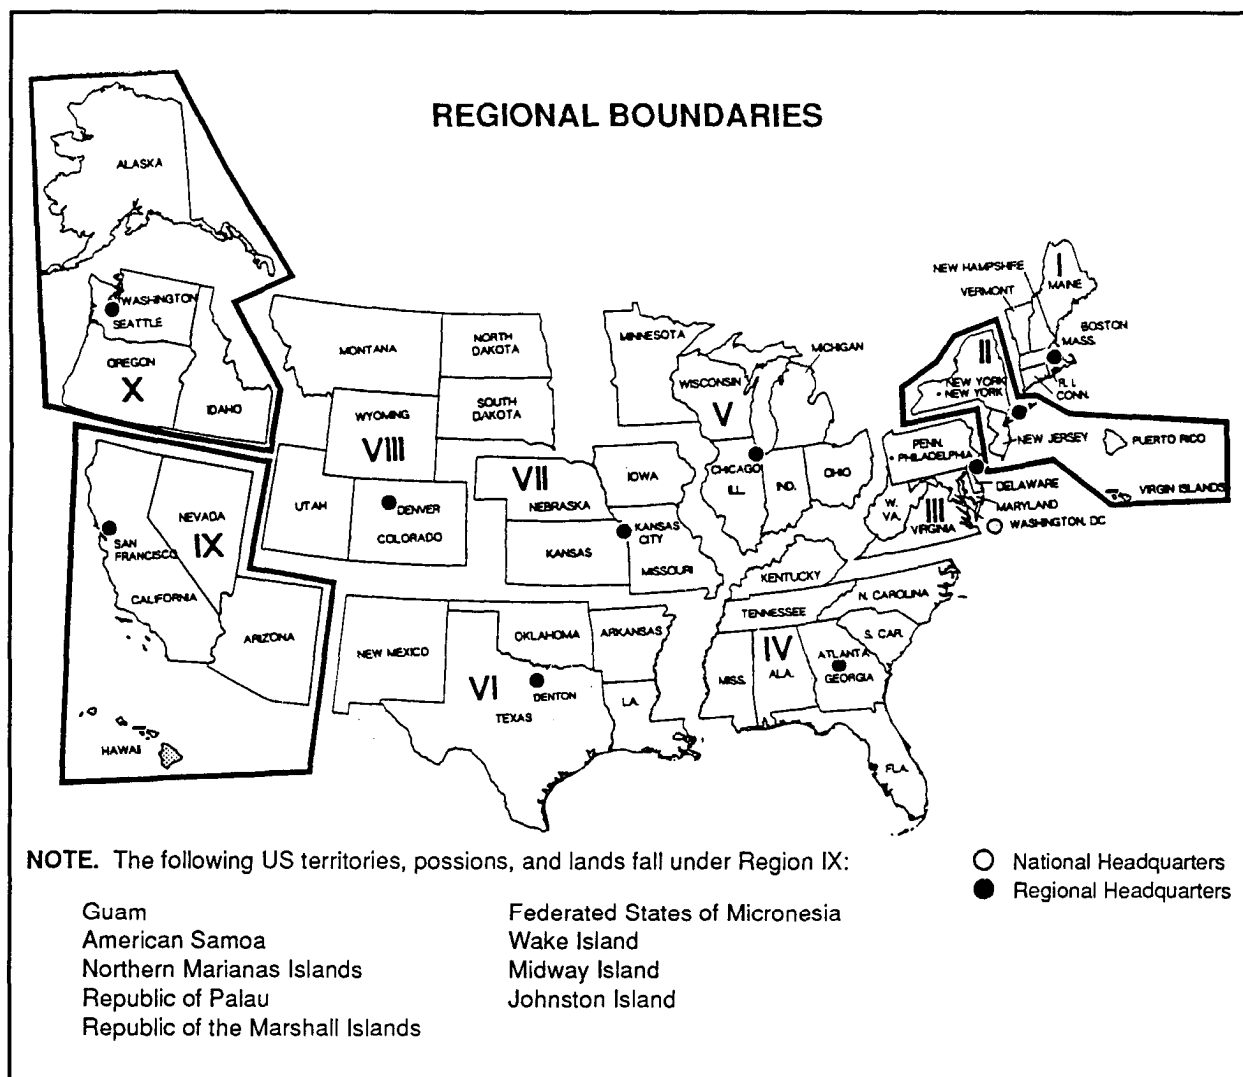 REGIONAL BOUNDARIES
ALASKA
WASHINGTON
SEATTLE
OREGON
X
IDAHO
MONTANA
NORTH
DAKOTA
SOUTH
DAKOTA
WYOMING
VIII
UTAH
DENVER
COLORADO
MINNESOTA
WISCONSIN
V
MICHIGAN
CHICAGO
ILL.
IND.
OHIO
IOWA
VII
NEBRASKA
KANSAS
KANSAS
CITY
MISSOURI
NEW HAMPSHIRE
VERMONT
I
MAINE
BOSTON
MASS.
R. I.
CONN.
II
NEW YORK
NEW YORK
NEW JERSEY
PUERTO RICO
VIRGIN ISLANDS
PENN.
PHILADELPHIA
DELAWARE
MARYLAND
WASHINGTON, DC
W.
VA.
III
VIRGINIA
NEVADA
IX
SAN
FRANCISCO
CALIFORNIA
ARIZONA
HAWAII
NEW MEXICO
OKLAHOMA
ARKANSAS
VI
DENTON
TEXAS
LA.
KENTUCKY
TENNESSEE
N. CAROLINA
S. CAR.
IV
MISS.
ALA.
ATLANTA
GEORGIA
FLA.
NOTE. The following US territories, possions, and lands fall under Region IX:
Guam
American Samoa
Northern Marianas Islands
Republic of Palau
Republic of the Marshall Islands
Federated States of Micronesia
Wake Island
Midway Island
Johnston Island
National Headquarters
Regional Headquarters